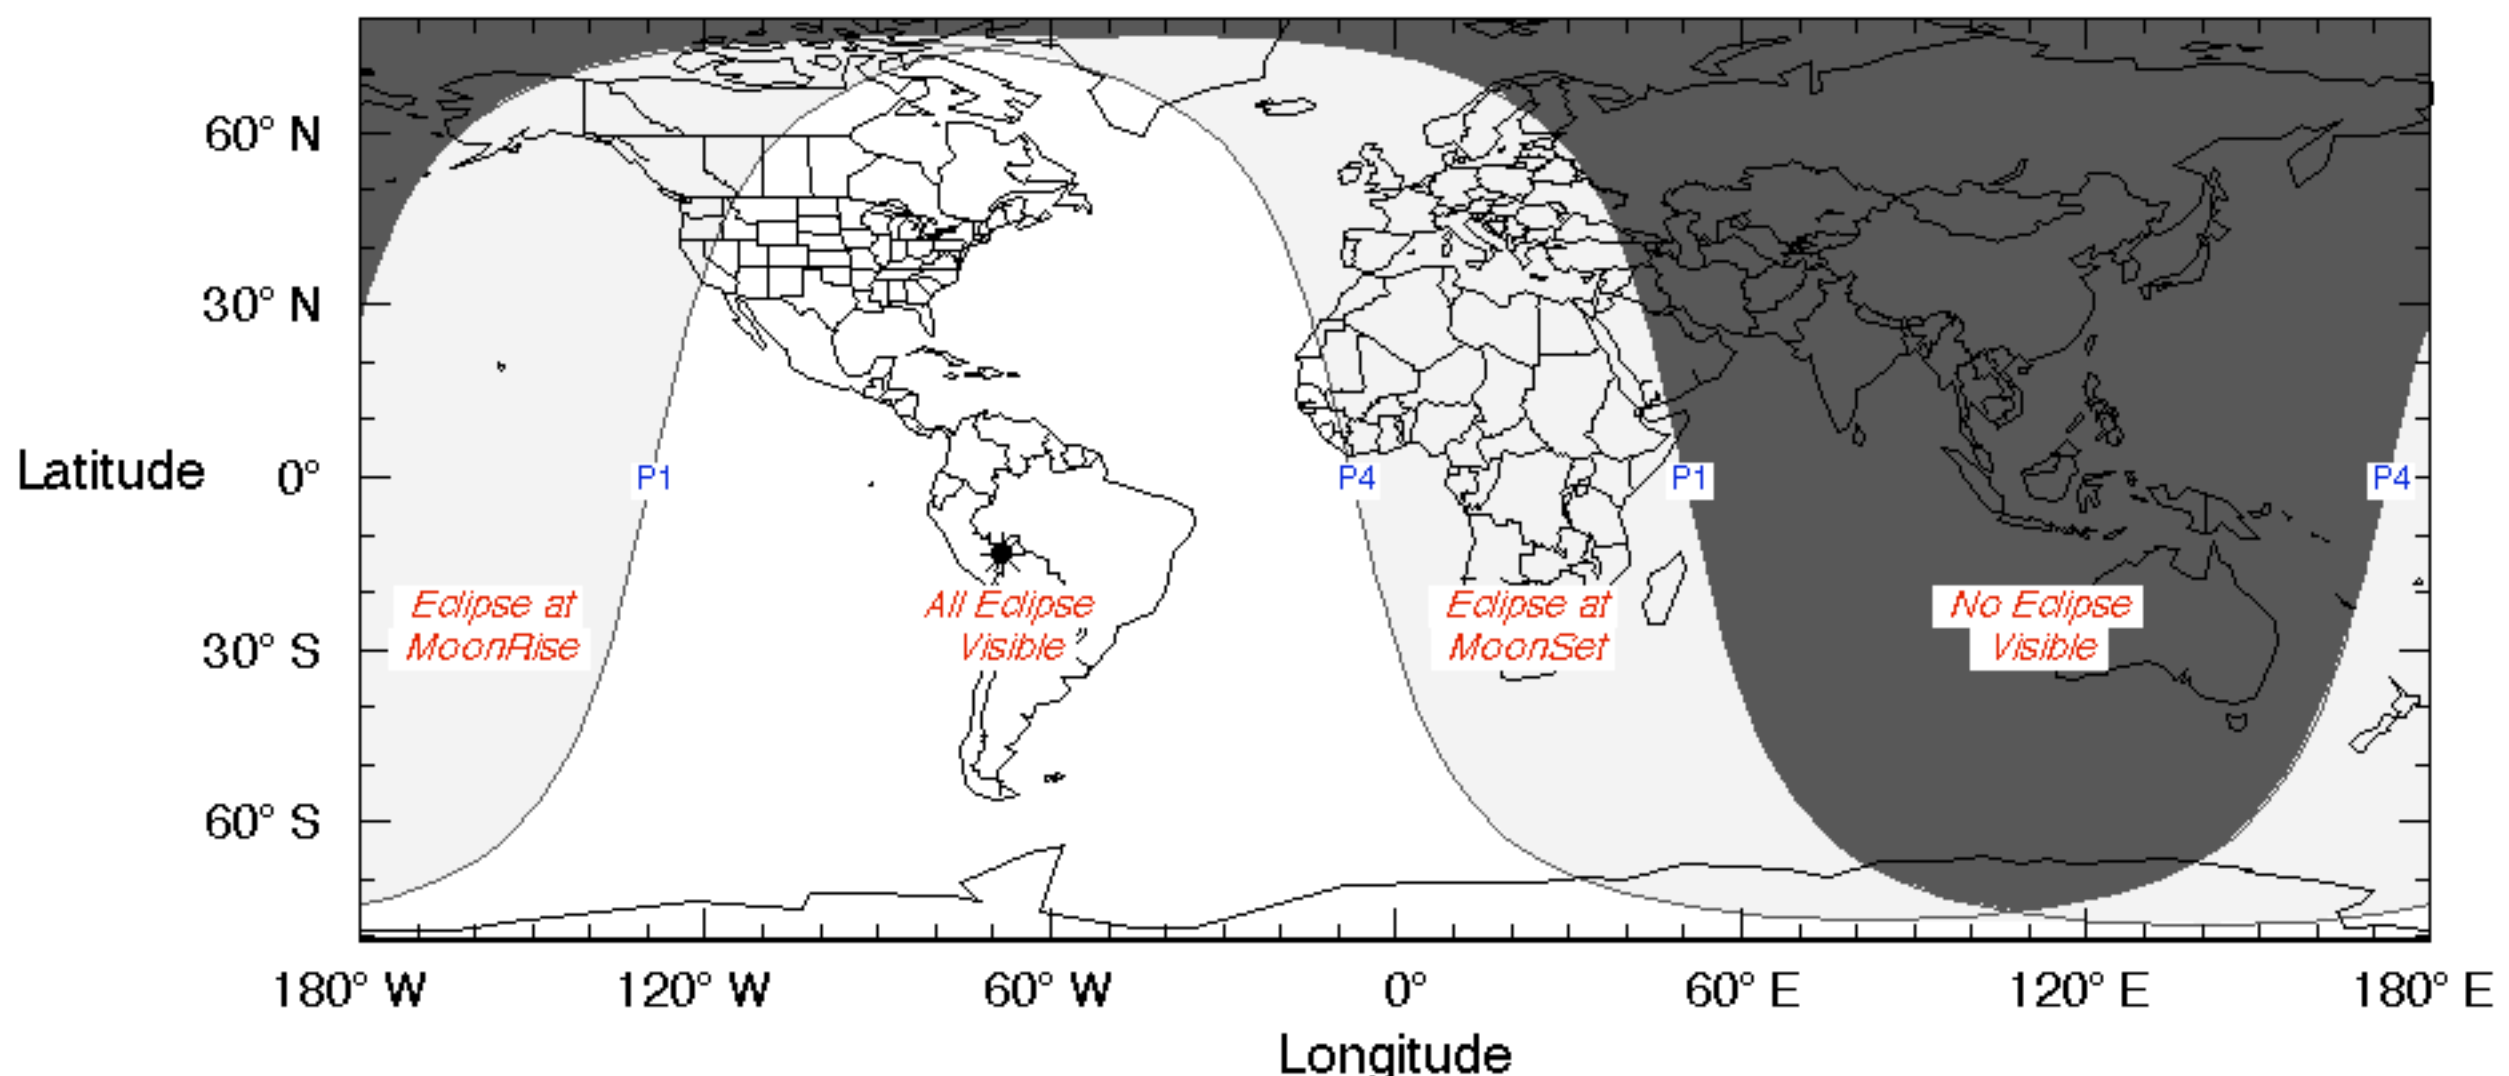 60° N
30° N
Latitude 0°
P1 P4 P1 P4
Eclipse at All Eclipse Eclipse at No Eclipse
MoonRise Visible MoonSet Visible
30° S
60° S
180° W 120° W 60° W 0° 60° E 120° E 180° E
Longitude